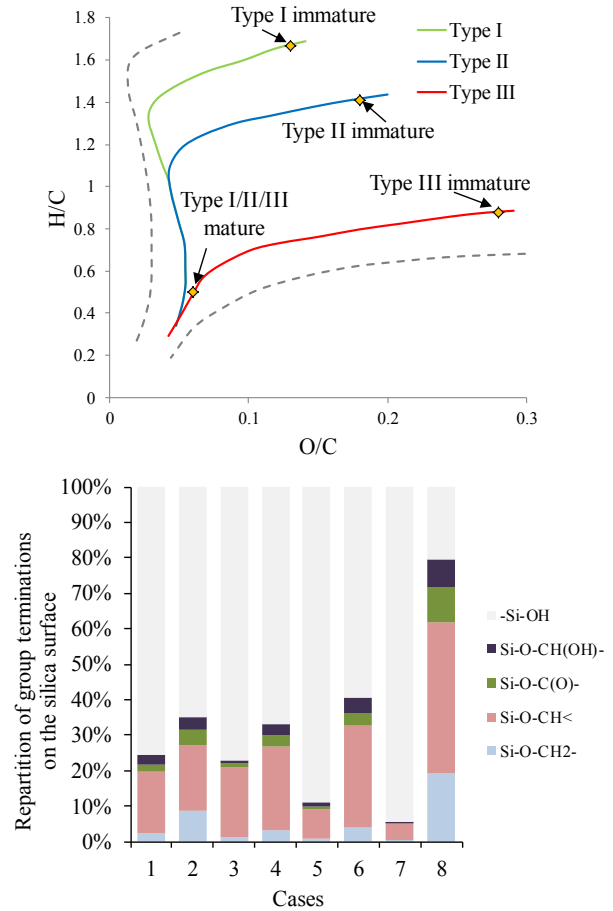 1.8
1.6
1.4
1.2
1
0.8
0.6
0.4
0.2
0
H/C
Type I immature
Type I
Type II
Type III
Type II immature
Type III immature
Type I/II/III
mature
0
0.1
0.2
0.3
O/C
100%
90%
80%
70%
60%
50%
40%
30%
20%
10%
0%
Repartition of group terminations
on the silica surface
-Si-OH
Si-O-CH(OH)-
Si-O-C(O)-
Si-O-CH<
Si-O-CH2-
1 2 3 4 5 6 7 8
Cases